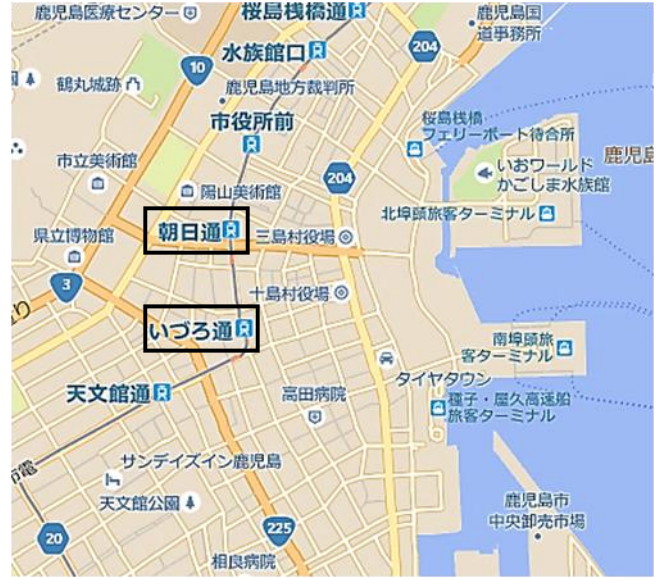 鹿児島医療センター
桜島桟橋通
鹿児島国
道事務所
水族館口
204
10
鶴丸城跡
鹿児島地方裁判所
市役所前
桜島桟橋
フェリーポート待合所
鹿児島
市立美術館
いおワールド
かごしま水族館
陽山美術館
204
北埠頭旅客ターミナル
朝日通
三島村役場
県立博物館
3
十島村役場
り
いづろ通
南埠頭旅
客ターミナル
天文館通
高田病院
タイヤタウン
種子・屋久高速船
旅客ターミナル
市電
サンデイズイン鹿児島
天文館公園
鹿児島市
中央卸売市場
20
225
相良病院